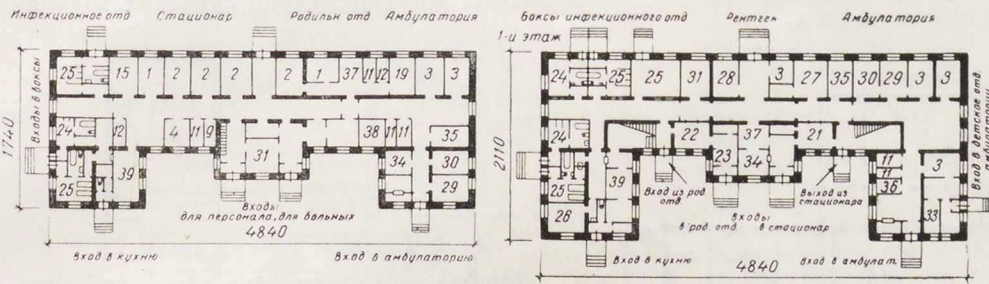 Инфекционное отд Стационар Родильн отд Амбулатория
25 15 1 2 2 2 2 1 37 11 12 19 3 3
Входы в боксы
24 12 4 11 9 38 11 11 35
1740
31 34 30
25 39 29
Входы
для персонала, для больных
4840
Вход в кухню Вход в амбулаторию
Боксы инфекционного отд Рентген Амбулатория
1-й этаж
24 25 25 31 28 3 27 35 30 29 3 3
24 22 37 21
2110
23 34 11 3
25 39 11
36
26 33
Вход из род.
отд.
Выход из
стационара
Входы
в род. отд. в стационар
Вход в детское отд.
амбулатории
Вход в кухню Вход в амбулат.
4840